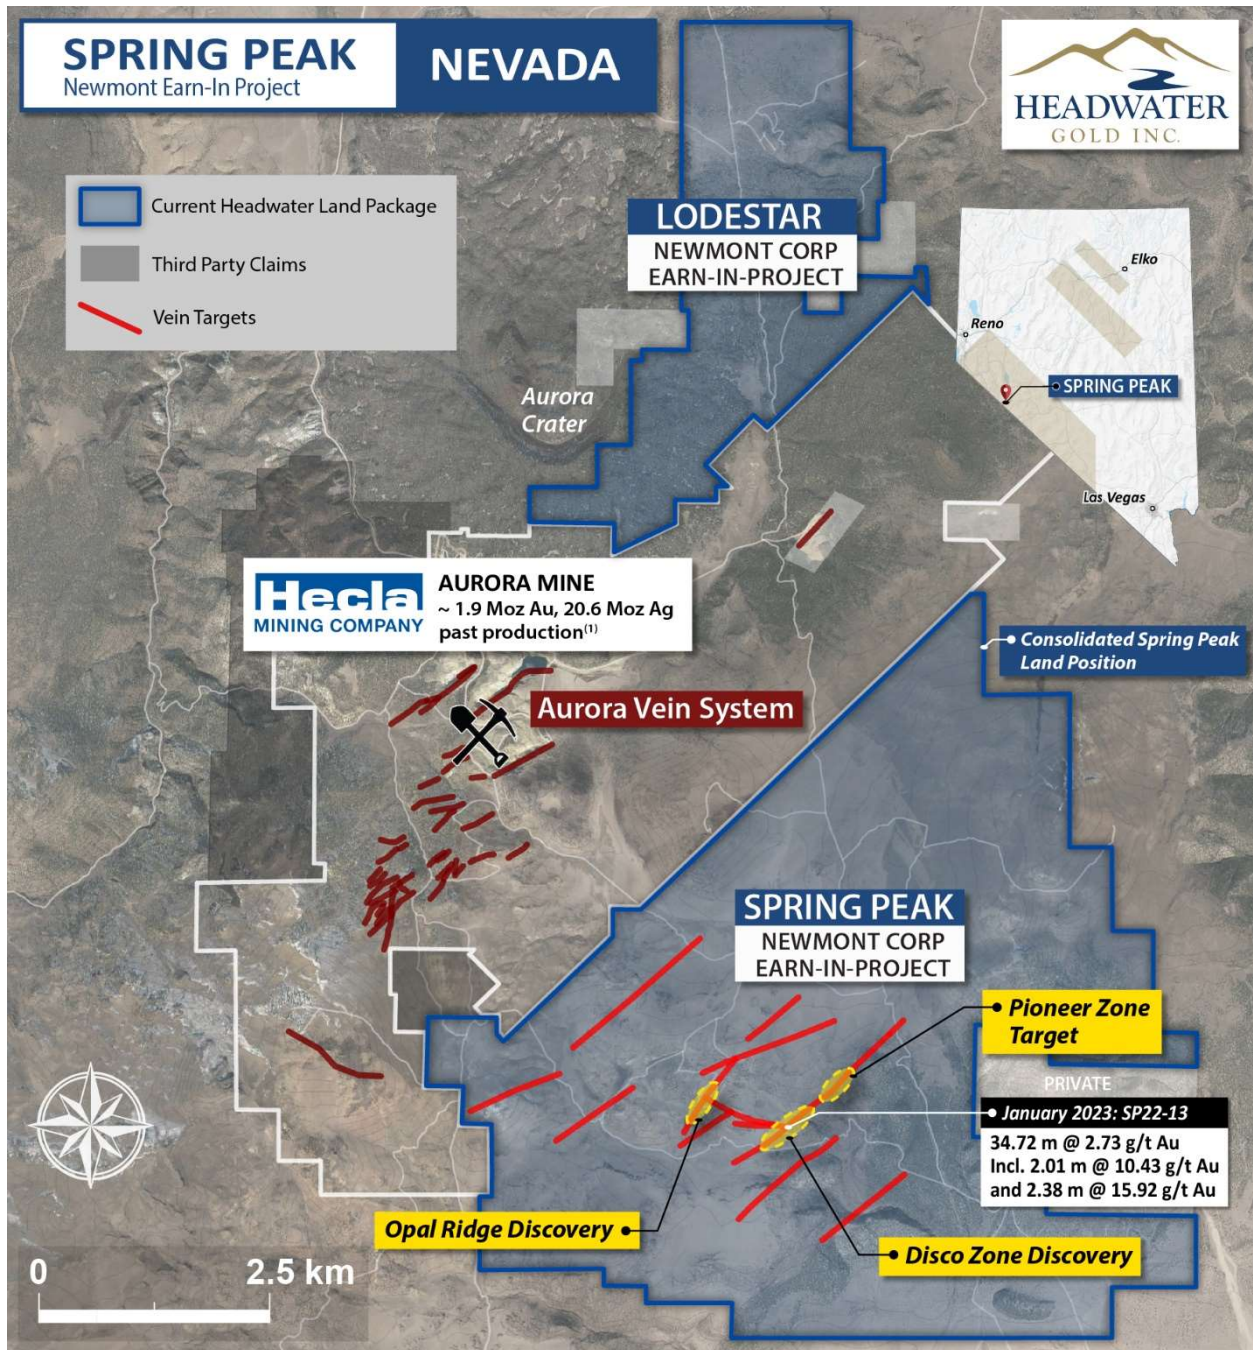 SPRING PEAK
Newmont Earn-In Project
NEVADA
HEADWATER
GOLD INC.
Current Headwater Land Package
Third Party Claims
Vein Targets
LODESTAR
NEWMONT CORP
EARN-IN-PROJECT
Elko
Reno
SPRING PEAK
Las Vegas
Aurora
Crater
Hecla
MINING COMPANY
AURORA MINE
~ 1.9 Moz Au, 20.6 Moz Ag
past production(1)
Consolidated Spring Peak
Land Position
Aurora Vein System
SPRING PEAK
NEWMONT CORP
EARN-IN-PROJECT
Pioneer Zone
Target
PRIVATE
January 2023: SP22-13
34.72 m @ 2.73 g/t Au
Incl. 2.01 m @ 10.43 g/t Au
and 2.38 m @ 15.92 g/t Au
Opal Ridge Discovery
Disco Zone Discovery
0
2.5 km